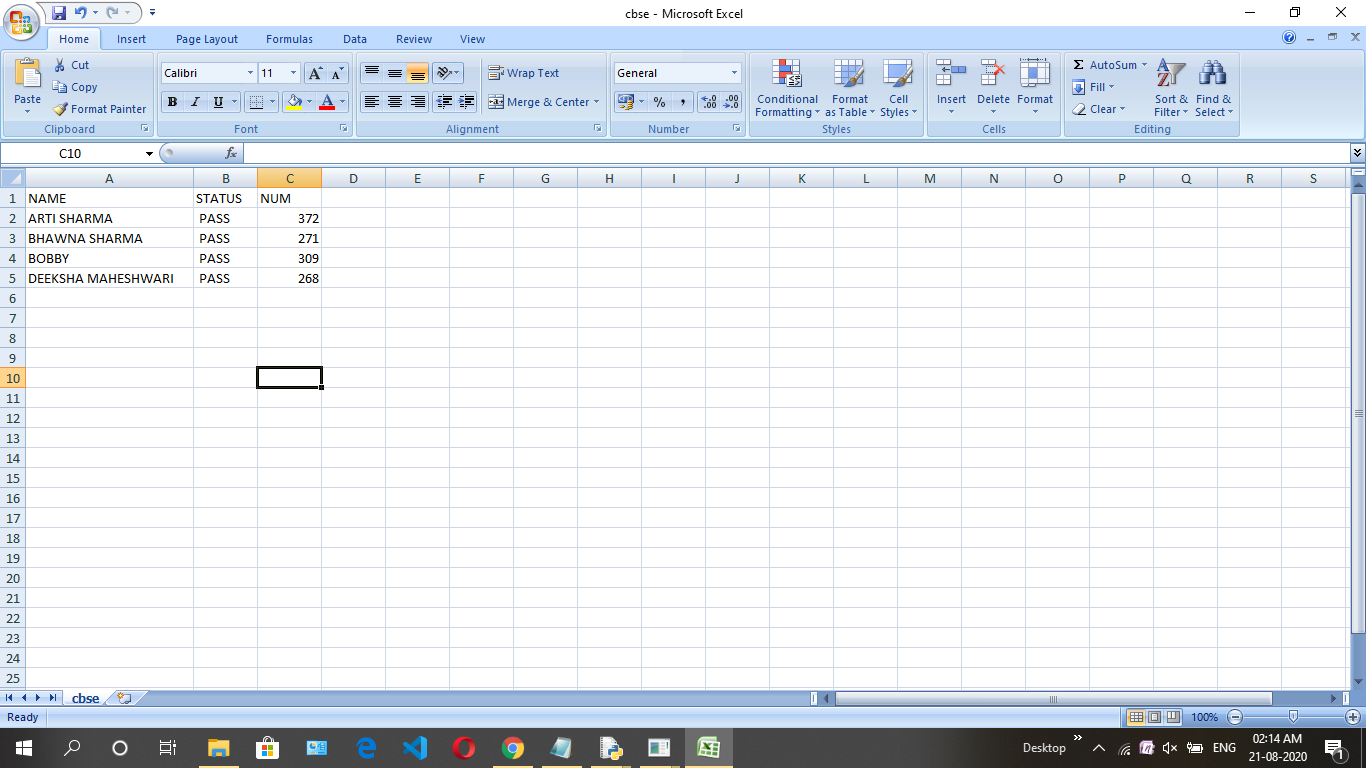 cbse - Microsoft Excel
Home Insert Page Layout Formulas Data Review View
Paste
Cut
Copy
Format Painter
Clipboard
Calibri 11
B I U
A
Font
Wrap Text
Merge & Center
Alignment
General
% ,
Number
Conditional Formatting
Format as Table
Cell Styles
Styles
Insert Delete Format
Cells
Σ AutoSum
Fill
Clear
Sort & Filter
Find & Select
Editing
C10 fx
A B C D E F G H I J K L M N O P Q R S
1 NAME STATUS NUM
2 ARTI SHARMA PASS 372
3 BHAWNA SHARMA PASS 271
4 BOBBY PASS 309
5 DEEKSHA MAHESHWARI PASS 268
6
7
8
9
10
11
12
13
14
15
16
17
18
19
20
21
22
23
24
25
cbse
Ready 100%
Desktop ENG 02:14 AM
21-08-2020
1